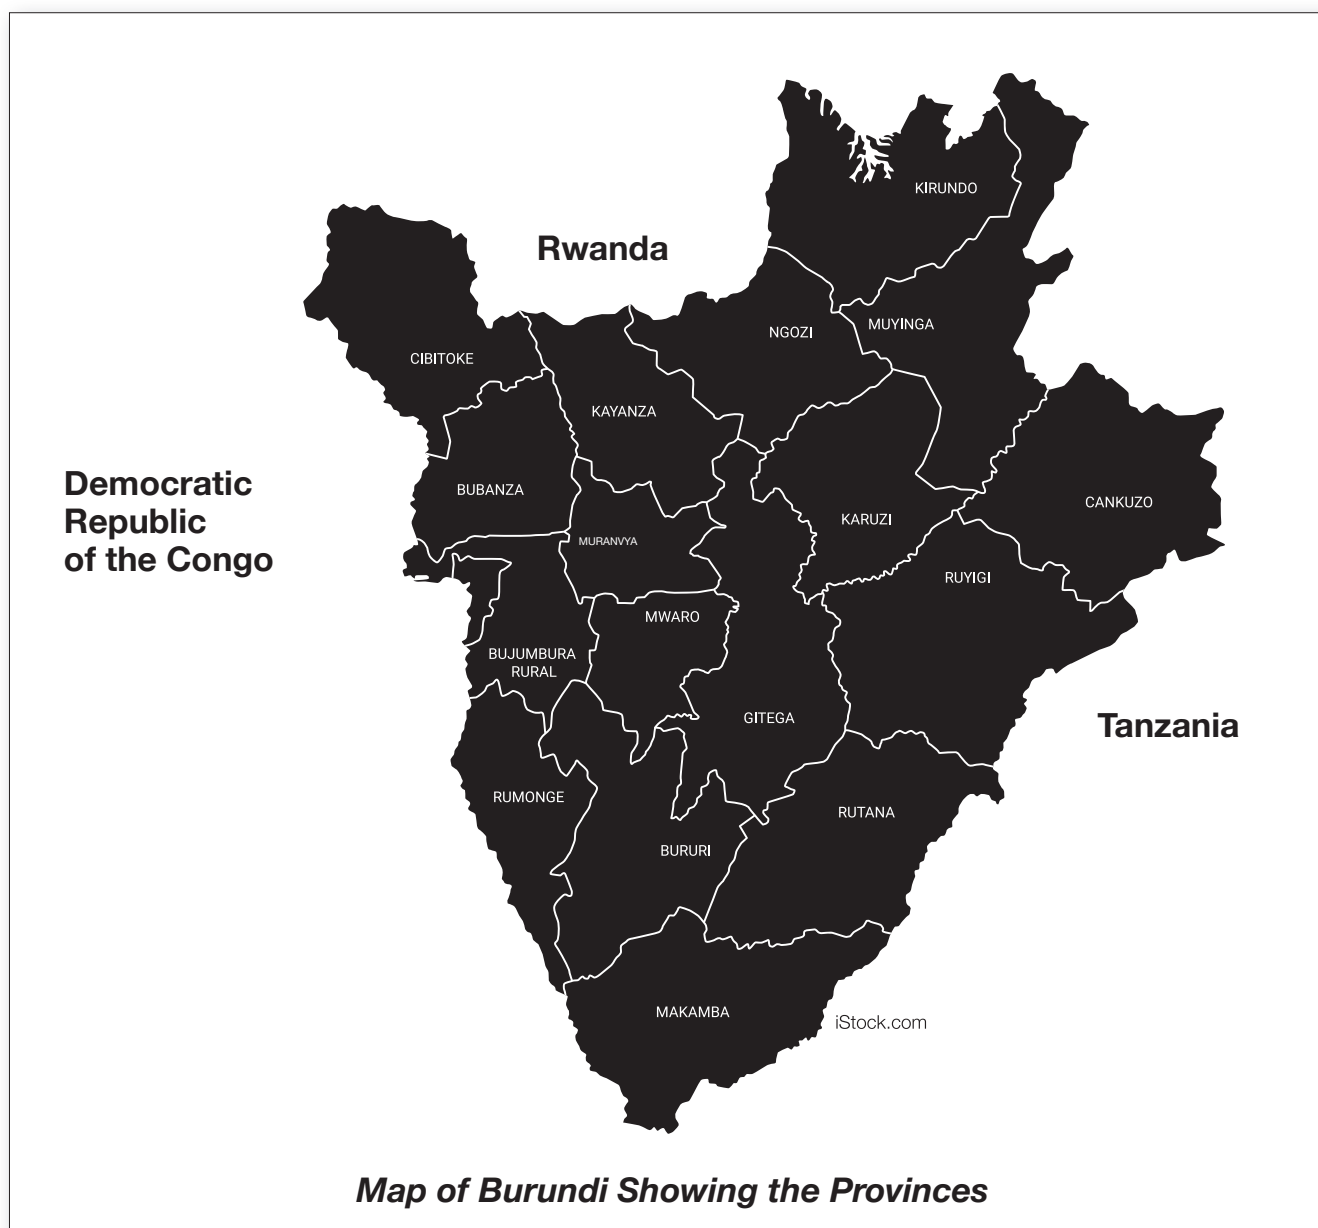 KIRUNDO
Rwanda
MUYINGA
NGOZI
CIBITOKE
KAYANZA
Democratic
Republic
of the Congo
BUBANZA
CANKUZO
KARUZI
MURANVYA
RUYIGI
MWARO
BUJUMBURA
RURAL
GITEGA
Tanzania
RUMONGE
RUTANA
BURURI
MAKAMBA
iStock.com
Map of Burundi Showing the Provinces